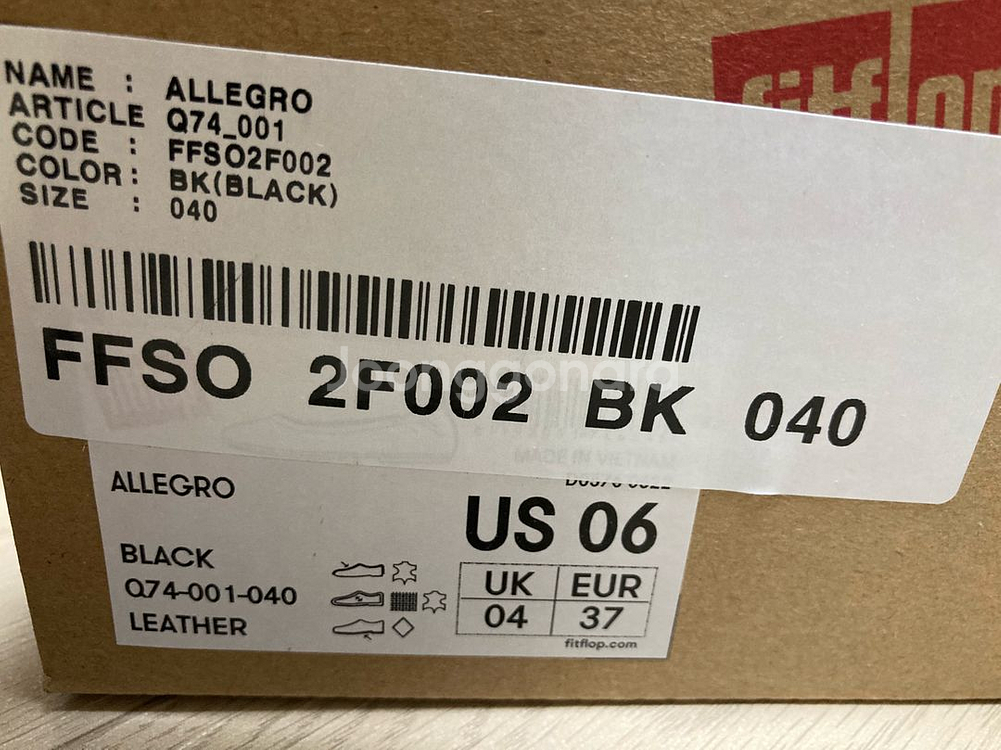 fitflop
NAME : ALLEGRO
ARTICLE Q74_001
CODE : FFSO2F002
COLOR: BK(BLACK)
SIZE : 040
FFSO 2F002 BK 040
Joonggonara
MADE IN VIETNAM
ALLEGRO
US 06
BLACK
Q74-001-040
LEATHER
UK EUR
04 37
fitflop.com